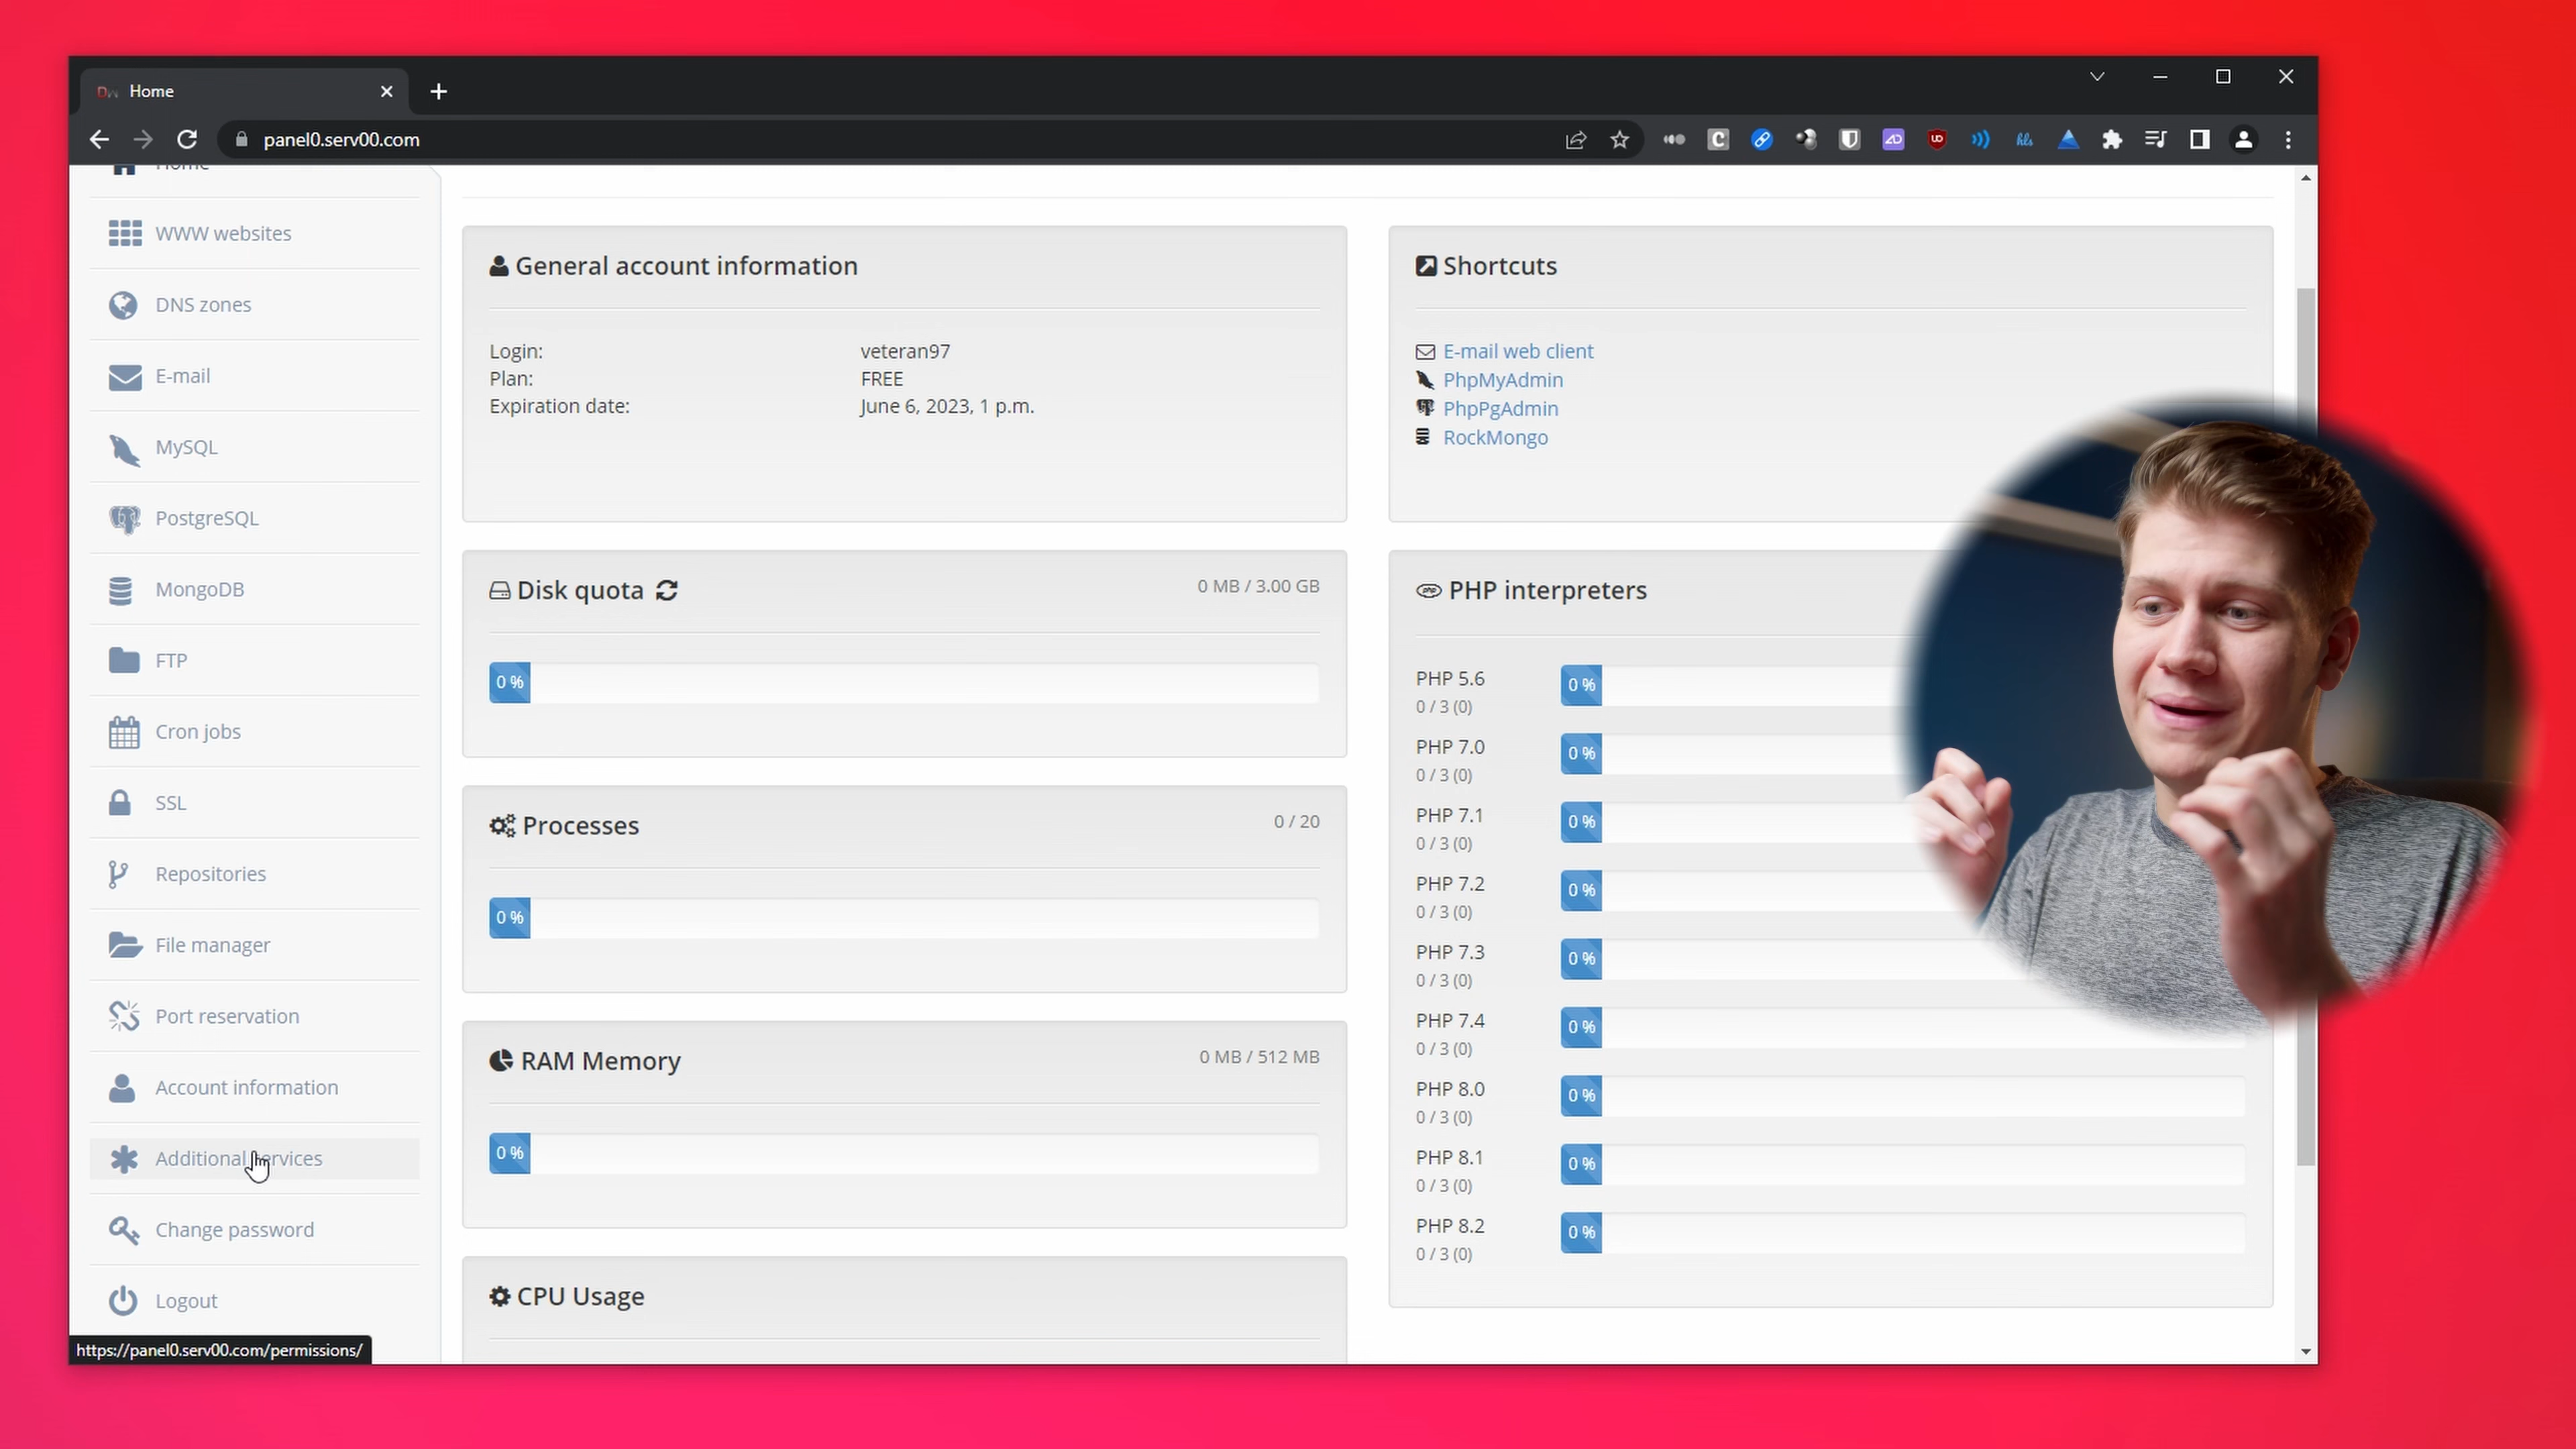 Home
panel0.serv00.com
Home
WWW websites
DNS zones
E-mail
MySQL
PostgreSQL
MongoDB
FTP
Cron jobs
SSL
Repositories
File manager
Port reservation
Account information
Additional services
Change password
Logout
https://panel0.serv00.com/permissions/
General account information
Login: veteran97
Plan: FREE
Expiration date: June 6, 2023, 1 p.m.
Disk quota 0 MB / 3.00 GB
0 %
Processes 0 / 20
0 %
RAM Memory 0 MB / 512 MB
0 %
CPU Usage
Shortcuts
E-mail web client
PhpMyAdmin
PhpPgAdmin
RockMongo
PHP interpreters
PHP 5.6 0 %
0 / 3 (0)
PHP 7.0 0 %
0 / 3 (0)
PHP 7.1 0 %
0 / 3 (0)
PHP 7.2 0 %
0 / 3 (0)
PHP 7.3 0 %
0 / 3 (0)
PHP 7.4 0 %
0 / 3 (0)
PHP 8.0 0 %
0 / 3 (0)
PHP 8.1 0 %
0 / 3 (0)
PHP 8.2 0 %
0 / 3 (0)